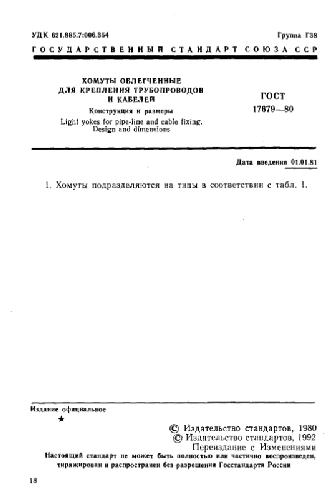 УДК 621.885.7:006.354 Группа Г38
ГОСУДАРСТВЕННЫЙ СТАНДАРТ СОЮЗА ССР
ХОМУТЫ ОБЛЕГЧЕННЫЕ
ДЛЯ КРЕПЛЕНИЯ ТРУБОПРОВОДОВ
И КАБЕЛЕЙ
Конструкция и размеры
Light yokes for pipe-line and cable fixing.
Design and dimensions
ГОСТ
17679—80
Дата введения 01.01.81
1. Хомуты подразделяются на типы в соответствии с табл. 1.
Издание официальное
★
© Издательство стандартов, 1980
© Издательство стандартов, 1992
Переиздание с Изменениями
Настоящий стандарт не может быть полностью или частично воспроизведен,
тиражирован и распространен без разрешения Госстандарта России
18